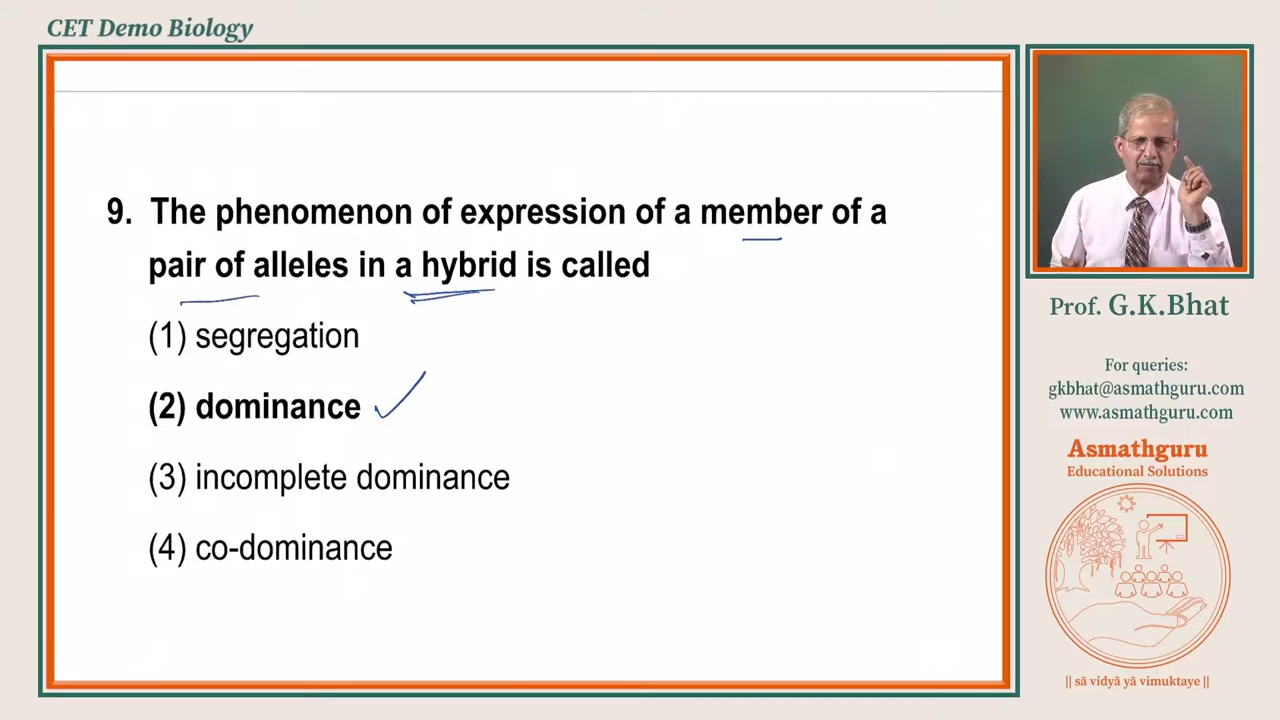 CET Demo Biology
9. The phenomenon of expression of a member of a
pair of alleles in a hybrid is called
(1) segregation
(2) dominance
(3) incomplete dominance
(4) co-dominance
Prof. G.K.Bhat
For queries:
gkbhat@asmathguru.com
www.asmathguru.com
Asmathguru
Educational Solutions
|| sā vidyā yā vimuktaye ||